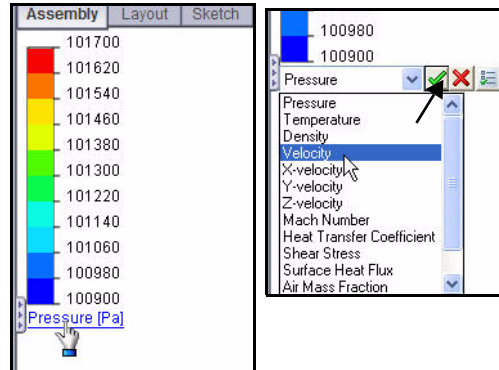 Assembly Layout Sketch
101700
101620
101540
101460
101380
101300
101220
101140
101060
100980
100900
Pressure [Pa]
100980
100900
Pressure
Pressure
Temperature
Density
Velocity
X-velocity
Y-velocity
Z-velocity
Mach Number
Heat Transfer Coefficient
Shear Stress
Surface Heat Flux
Air Mass Fraction